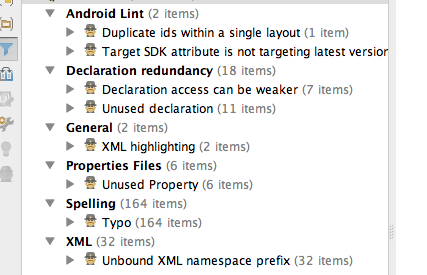 Android Lint (2 items)
Duplicate ids within a single layout (1 item)
Target SDK attribute is not targeting latest version
Declaration redundancy (18 items)
Declaration access can be weaker (7 items)
Unused declaration (11 items)
General (2 items)
XML highlighting (2 items)
Properties Files (6 items)
Unused Property (6 items)
Spelling (164 items)
Typo (164 items)
XML (32 items)
Unbound XML namespace prefix (32 items)